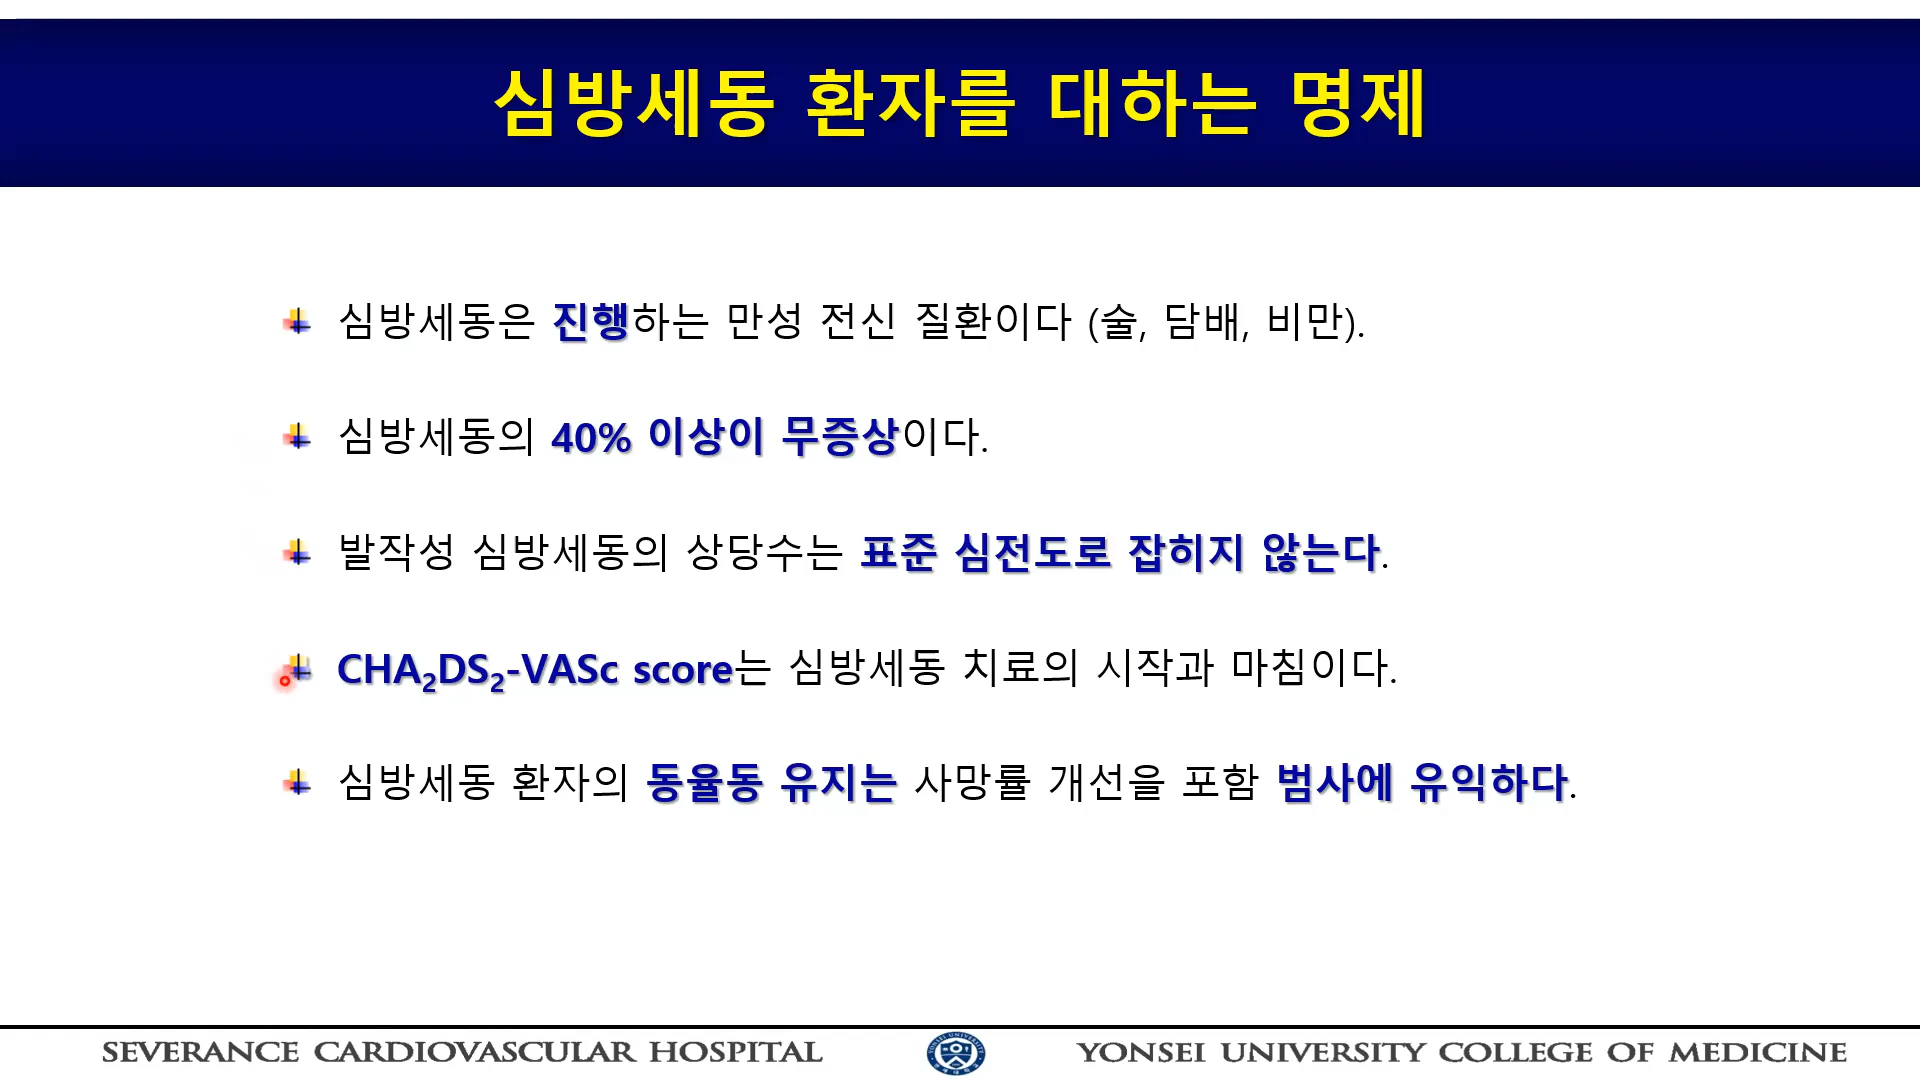 심방세동 환자를 대하는 명제
심방세동은 진행하는 만성 전신 질환이다 (술, 담배, 비만).
심방세동의 40% 이상이 무증상이다.
발작성 심방세동의 상당수는 표준 심전도로 잡히지 않는다.
CHA₂DS₂-VASc score는 심방세동 치료의 시작과 마침이다.
심방세동 환자의 동율동 유지는 사망률 개선을 포함 범사에 유익하다.
SEVERANCE CARDIOVASCULAR HOSPITAL
YONSEI UNIVERSITY COLLEGE OF MEDICINE